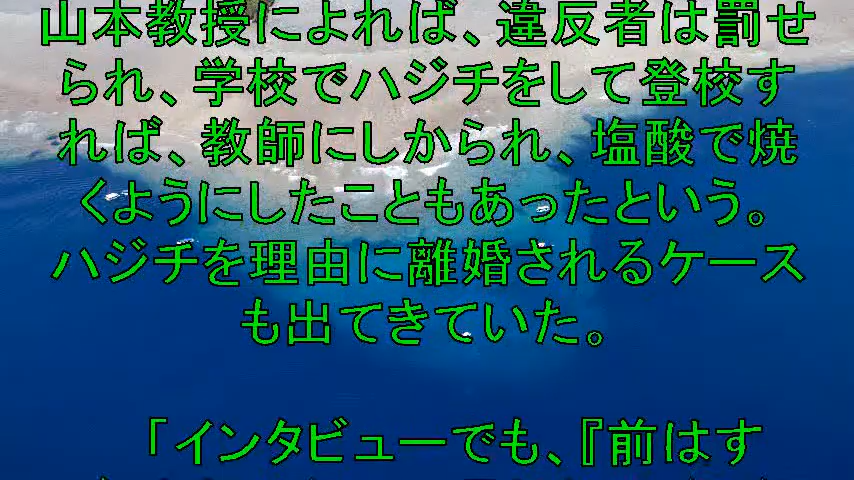 山本教授によれば、違反者は罰せ
られ、学校でハジチをして登校す
れば、教師にしかられ、塩酸で焼
くようにしたこともあったという。
ハジチを理由に離婚されるケース
も出てきていた。
「インタビューでも、『前はす